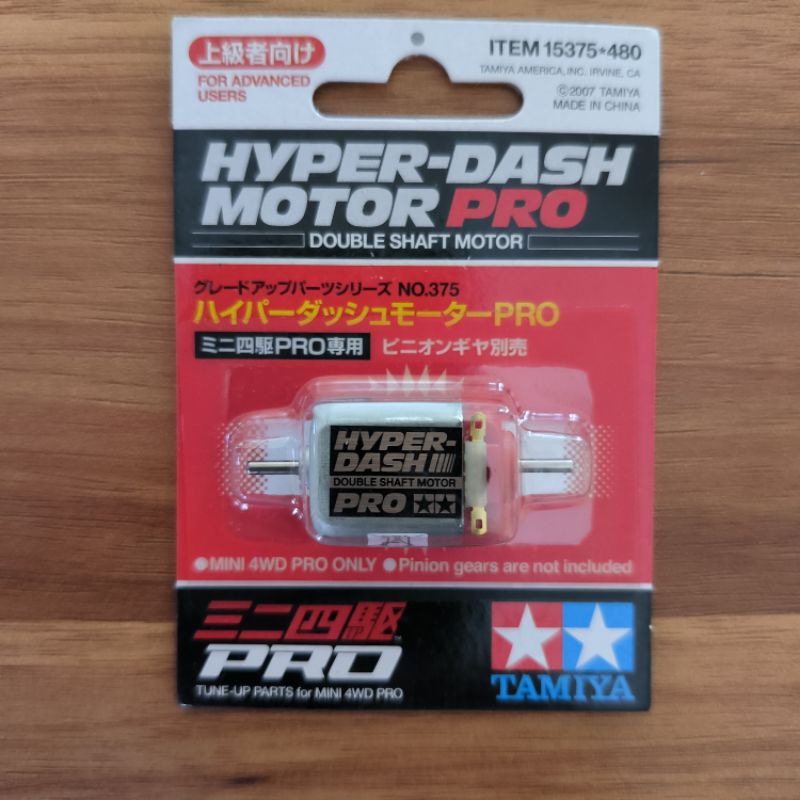 上級者向け
FOR ADVANCED
USERS
ITEM 15375*480
TAMIYA AMERICA, INC. IRVINE, CA
©2007 TAMIYA
MADE IN CHINA
HYPER-DASH
MOTOR PRO
DOUBLE SHAFT MOTOR
グレードアップパーツシリーズ NO.375
ハイパーダッシュモーターPRO
ミニ四駆PRO専用 ピニオンギヤ別売
HYPER-
DASH
DOUBLE SHAFT MOTOR
PRO
●MINI 4WD PRO ONLY ●Pinion gears are not included
ミニ四駆
PRO
TM
TUNE-UP PARTS for MINI 4WD PRO
TAMIYA